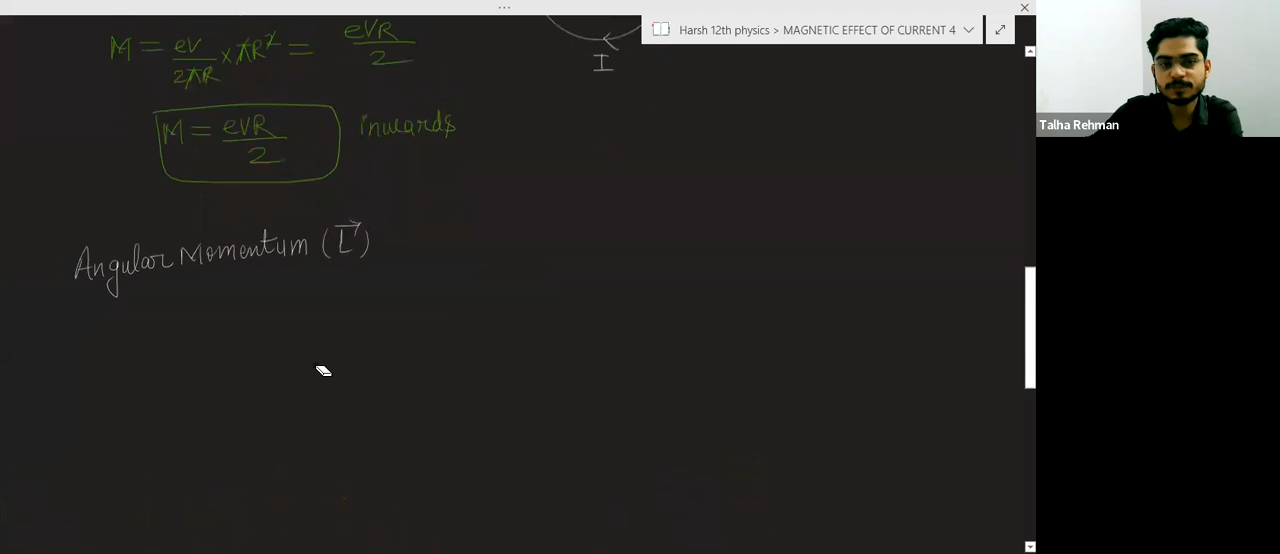 Harsh 12th physics > MAGNETIC EFFECT OF CURRENT 4
M = eV/2πR × πR² = eVR/2
I
M = eVR/2 inwards
Talha Rehman
Angular Momentum (L⃗)